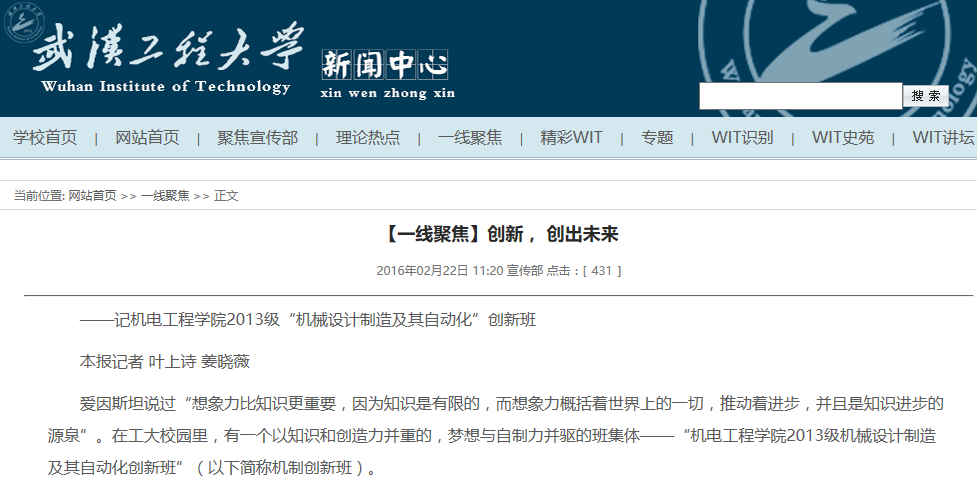 武汉工程大学
Wuhan Institute of Technology
新闻中心
xin wen zhong xin
搜 索
学校首页 | 网站首页 | 聚焦宣传部 | 理论热点 | 一线聚焦 | 精彩WIT | 专题 | WIT识别 | WIT史苑 | WIT讲坛
当前位置: 网站首页 >> 一线聚焦 >> 正文
【一线聚焦】创新，创出未来
2016年02月22日 11:20 宣传部 点击：[ 431 ]
——记机电工程学院2013级“机械设计制造及其自动化”创新班
本报记者 叶上诗 姜晓薇
爱因斯坦说过“想象力比知识更重要，因为知识是有限的，而想象力概括着世界上的一切，推动着进步，并且是知识进步的
源泉”。在工大校园里，有一个以知识和创造力并重的，梦想与自制力并驱的班集体——“机电工程学院2013级机械设计制造
及其自动化创新班”（以下简称机制创新班）。